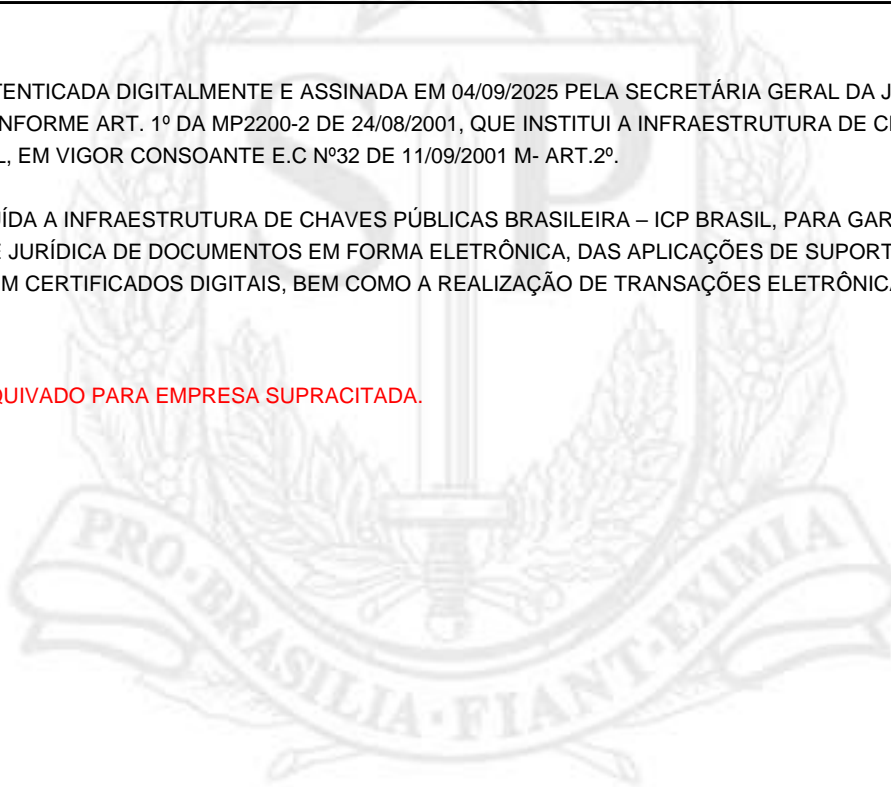 TENTICADA DIGITALMENTE E ASSINADA EM 04/09/2025 PELA SECRETÁRIA GERAL DA J
NFORME ART. 1º DA MP2200-2 DE 24/08/2001, QUE INSTITUI A INFRAESTRUTURA DE C
L, EM VIGOR CONSOANTE E.C Nº32 DE 11/09/2001 M- ART.2º.
ÍDA A INFRAESTRUTURA DE CHAVES PÚBLICAS BRASILEIRA – ICP BRASIL, PARA GAR
E JURÍDICA DE DOCUMENTOS EM FORMA ELETRÔNICA, DAS APLICAÇÕES DE SUPORT
M CERTIFICADOS DIGITAIS, BEM COMO A REALIZAÇÃO DE TRANSAÇÕES ELETRÔNICA
QUIVADO PARA EMPRESA SUPRACITADA.
SP
PRO·BRASILIA·FIANT·EXIMIA